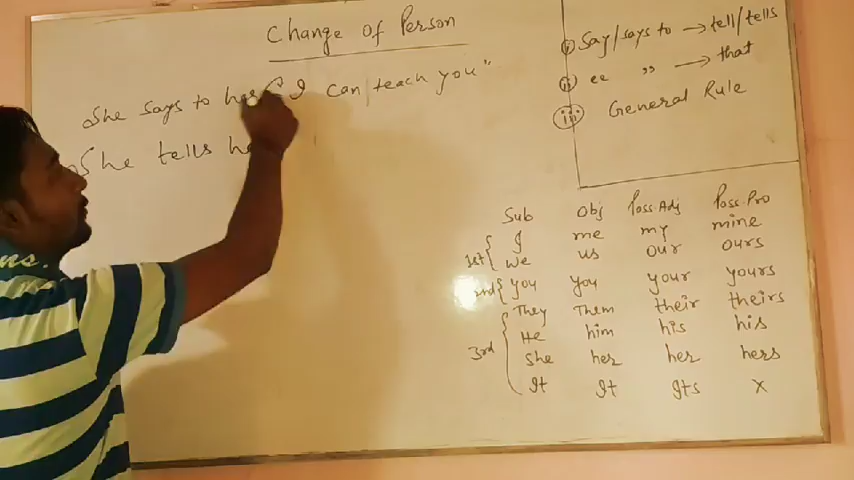 Change of Person
She says to her "I can teach you"
She tells he
(i) Say/says to → tell/tells
(ii) " " → that
(iii) General Rule
Sub Obj Poss.Adj Poss.Pro
1st { I me my mine
we us our ours
2nd { you you your yours
3rd { They Them their theirs
He him his his
She her her hers
It It Its X